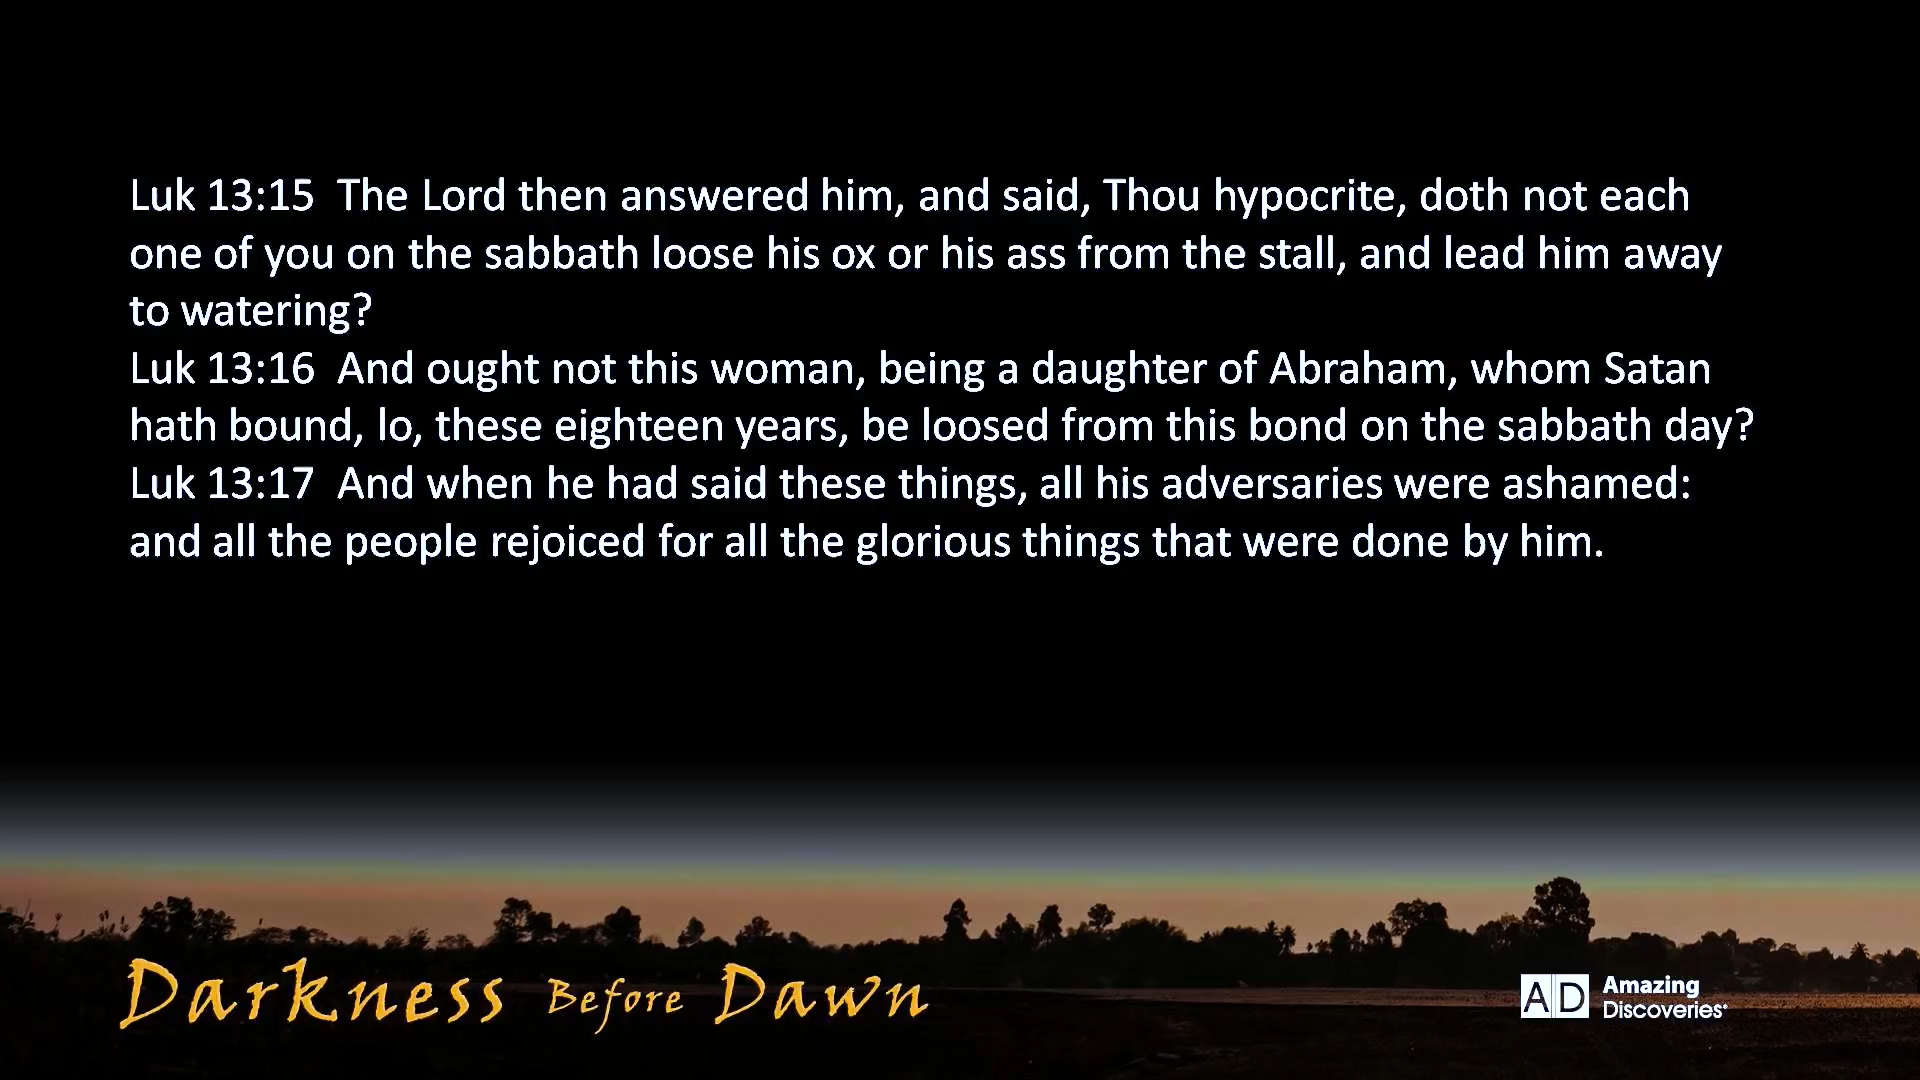 Luk 13:15  The Lord then answered him, and said, Thou hypocrite, doth not each
one of you on the sabbath loose his ox or his ass from the stall, and lead him away
to watering?
Luk 13:16  And ought not this woman, being a daughter of Abraham, whom Satan
hath bound, lo, these eighteen years, be loosed from this bond on the sabbath day?
Luk 13:17  And when he had said these things, all his adversaries were ashamed:
and all the people rejoiced for all the glorious things that were done by him.
Darkness Before Dawn
AD Amazing
Discoveries